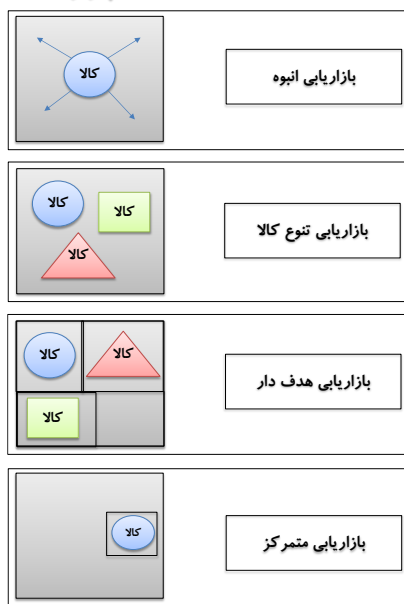 بازاریابی انبوه
کالا
بازاریابی تنوع کالا
کالا
کالا
کالا
بازاریابی هدف دار
کالا
کالا
کالا
بازاریابی متمرکز
کالا